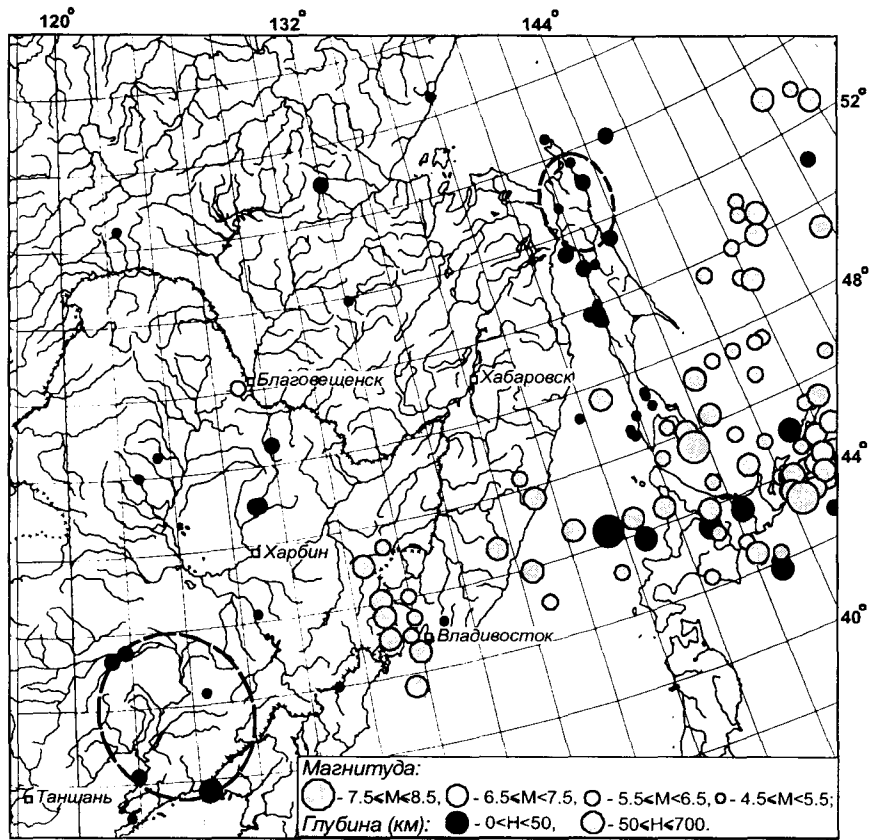 120° 132° 144°
52°
48°
Благовещенск
Хабаровск
44°
Харбин
40°
Владивосток
Магнитуда:
Таншань
- 7.5≤M≤8.5, - 6.5≤M<7.5, - 5.5≤M<6.5, - 4.5≤M<5.5;
Глубина (км): - 0<H<50, - 50≤H≤700.